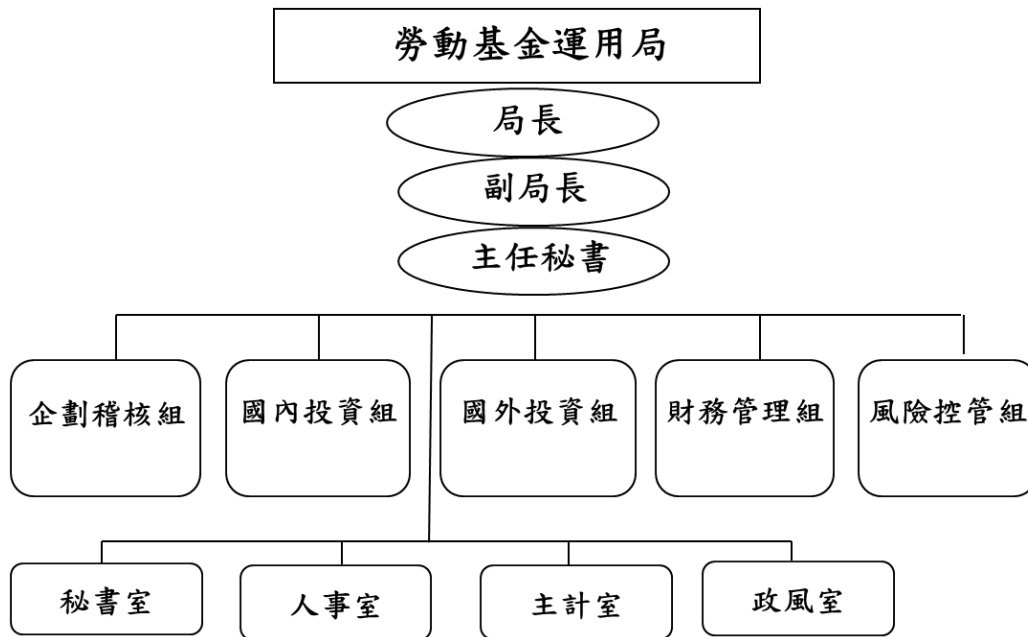 勞動基金運用局
局長
副局長
主任秘書
企劃稽核組
國內投資組
國外投資組
財務管理組
風險控管組
秘書室
人事室
主計室
政風室